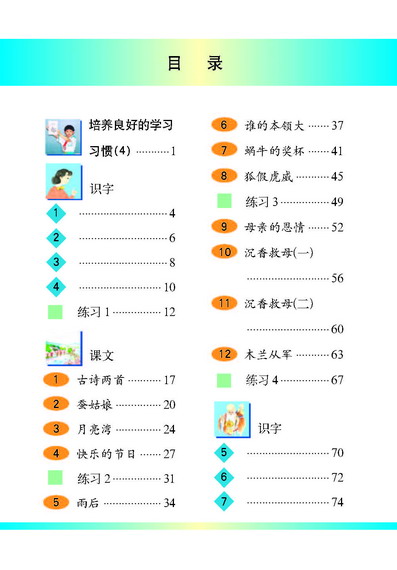 目 录
培养良好的学习
习惯(4) ··········· 1
识字
1 ···························· 4
2 ···························· 6
3 ···························· 8
4 ···························· 10
练习1 ··············· 12
课文
1 古诗两首 ··········· 17
2 蚕姑娘 ··············· 20
3 月亮湾 ··············· 24
4 快乐的节日 ······· 27
练习2 ··············· 31
5 雨后 ··················· 34
6 谁的本领大 ······· 37
7 蜗牛的奖杯 ······· 41
8 狐假虎威 ··········· 45
练习3 ··············· 49
9 母亲的恩情 ······· 52
10 沉香救母(一)
··························· 56
11 沉香救母(二)
··························· 60
12 木兰从军 ··········· 63
练习4 ··············· 67
识字
5 ··························· 70
6 ··························· 72
7 ··························· 74